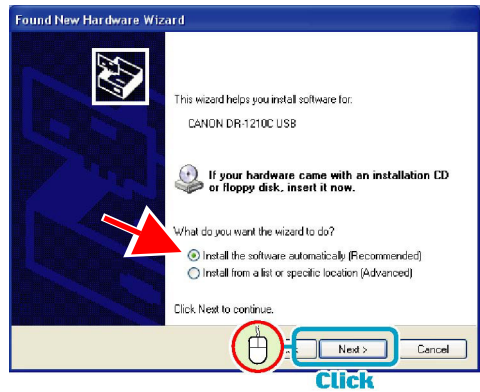 Found New Hardware Wizard
This wizard helps you install software for:
CANON DR-1210C USB
If your hardware came with an installation CD
or floppy disk, insert it now.
What do you want the wizard to do?
Install the software automatically (Recommended)
Install from a list or specific location (Advanced)
Click Next to continue.
Next > Cancel
Click